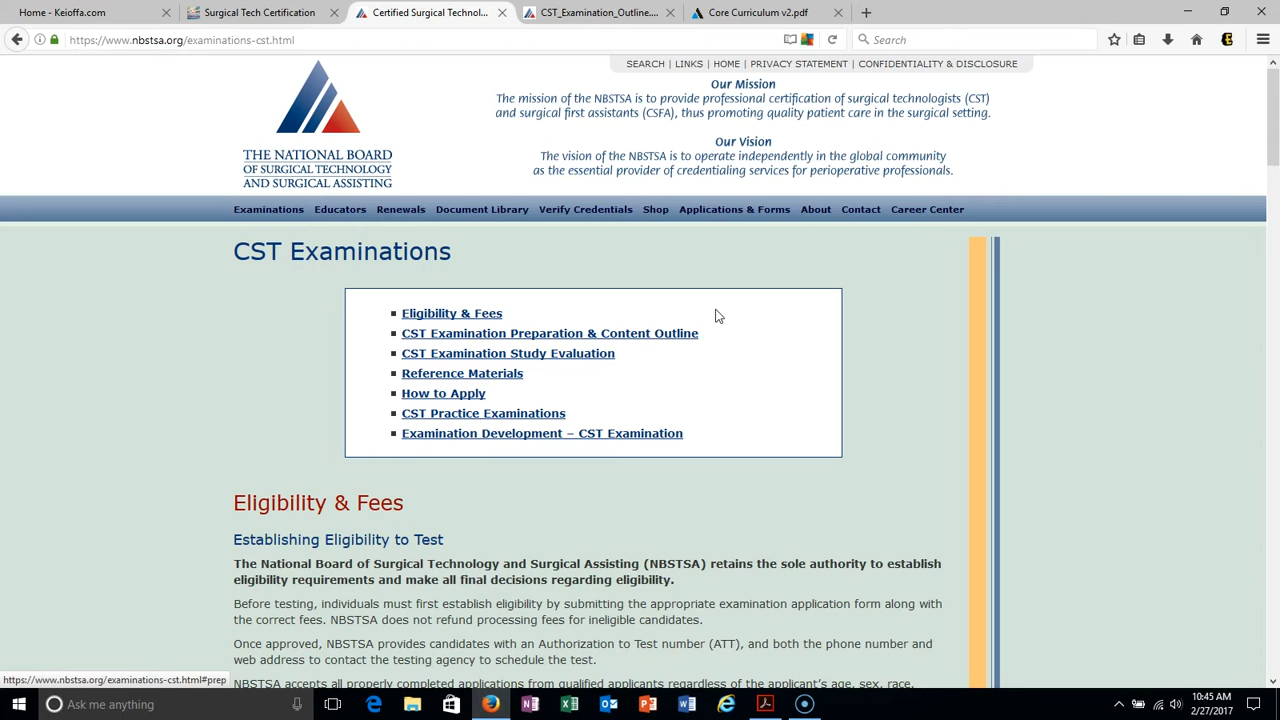 Home - Keioffa.com
Surgical Tech Certification
Certified Surgical Technol...
CST_Examination_Outline....
Core Curriculum v2.pdf
https://www.nbstsa.org/examinations-cst.html
Search
SEARCH | LINKS | HOME | PRIVACY STATEMENT | CONFIDENTIALITY & DISCLOSURE
Our Mission
The mission of the NBSTSA is to provide professional certification of surgical technologists (CST)
and surgical first assistants (CSFA), thus promoting quality patient care in the surgical setting.
Our Vision
The vision of the NBSTSA is to operate independently in the global community
as the essential provider of credentialing services for perioperative professionals.
THE NATIONAL BOARD
OF SURGICAL TECHNOLOGY
AND SURGICAL ASSISTING
Examinations Educators Renewals Document Library Verify Credentials Shop Applications & Forms About Contact Career Center
CST Examinations
Eligibility & Fees
CST Examination Preparation & Content Outline
CST Examination Study Evaluation
Reference Materials
How to Apply
CST Practice Examinations
Examination Development – CST Examination
Eligibility & Fees
Establishing Eligibility to Test
The National Board of Surgical Technology and Surgical Assisting (NBSTSA) retains the sole authority to establish
eligibility requirements and make all final decisions regarding eligibility.
Before testing, individuals must first establish eligibility by submitting the appropriate examination application form along with
the correct fees. NBSTSA does not refund processing fees for ineligible candidates.
Once approved, NBSTSA provides candidates with an Authorization to Test number (ATT), and both the phone number and
web address to contact the testing agency to schedule the test.
NBSTSA accepts all properly completed applications from qualified applicants regardless of the applicant's age, sex, race,
https://www.nbstsa.org/examinations-cst.html#prep
Ask me anything
10:45 AM
2/27/2017